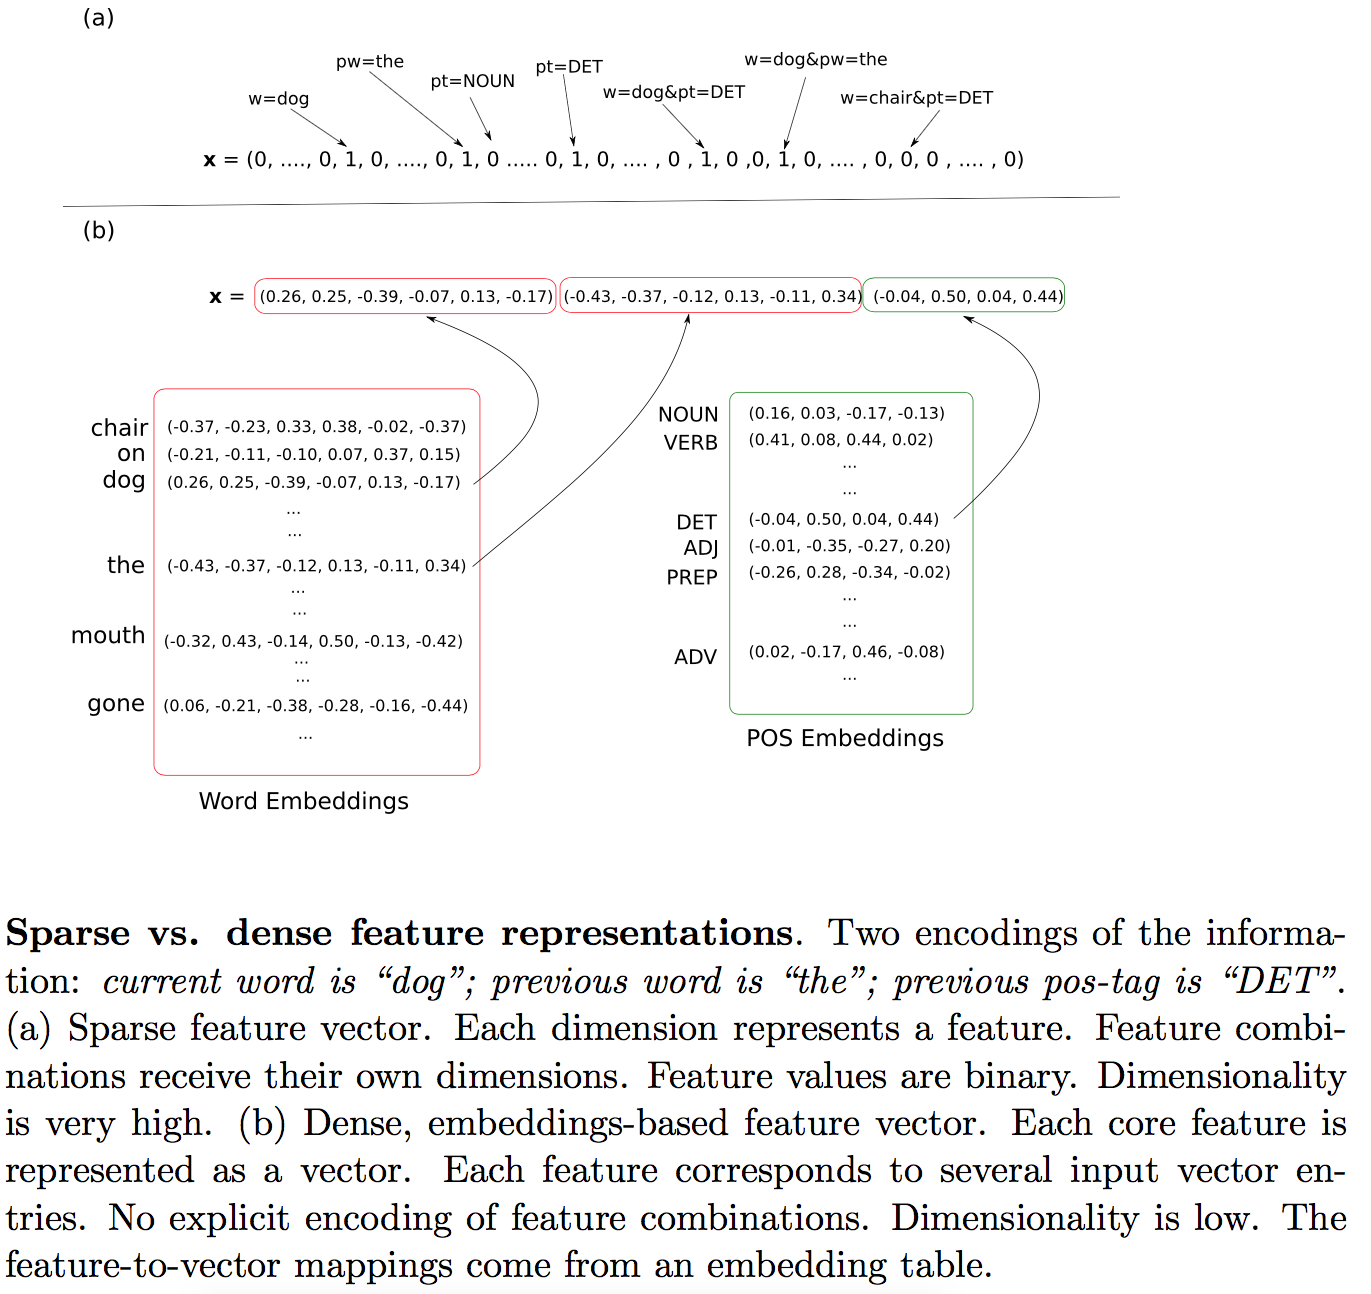 (a)
w=dog
pw=the
pt=NOUN
pt=DET
w=dog&pt=DET
w=dog&pw=the
w=chair&pt=DET
x = (0, ...., 0, 1, 0, ...., 0, 1, 0 ..... 0, 1, 0, .... , 0 , 1, 0 ,0, 1, 0, .... , 0, 0, 0 , .... , 0)
(b)
x = (0.26, 0.25, -0.39, -0.07, 0.13, -0.17) (-0.43, -0.37, -0.12, 0.13, -0.11, 0.34) (-0.04, 0.50, 0.04, 0.44)
chair (-0.37, -0.23, 0.33, 0.38, -0.02, -0.37)
on (-0.21, -0.11, -0.10, 0.07, 0.37, 0.15)
dog (0.26, 0.25, -0.39, -0.07, 0.13, -0.17)
...
...
the (-0.43, -0.37, -0.12, 0.13, -0.11, 0.34)
...
...
mouth (-0.32, 0.43, -0.14, 0.50, -0.13, -0.42)
...
...
gone (0.06, -0.21, -0.38, -0.28, -0.16, -0.44)
...
Word Embeddings
NOUN (0.16, 0.03, -0.17, -0.13)
VERB (0.41, 0.08, 0.44, 0.02)
...
...
DET (-0.04, 0.50, 0.04, 0.44)
ADJ (-0.01, -0.35, -0.27, 0.20)
PREP (-0.26, 0.28, -0.34, -0.02)
...
...
ADV (0.02, -0.17, 0.46, -0.08)
...
POS Embeddings
Sparse vs. dense feature representations. Two encodings of the informa-
tion: current word is “dog”; previous word is “the”; previous pos-tag is “DET”.
(a) Sparse feature vector. Each dimension represents a feature. Feature combi-
nations receive their own dimensions. Feature values are binary. Dimensionality
is very high. (b) Dense, embeddings-based feature vector. Each core feature is
represented as a vector. Each feature corresponds to several input vector en-
tries. No explicit encoding of feature combinations. Dimensionality is low. The
feature-to-vector mappings come from an embedding table.